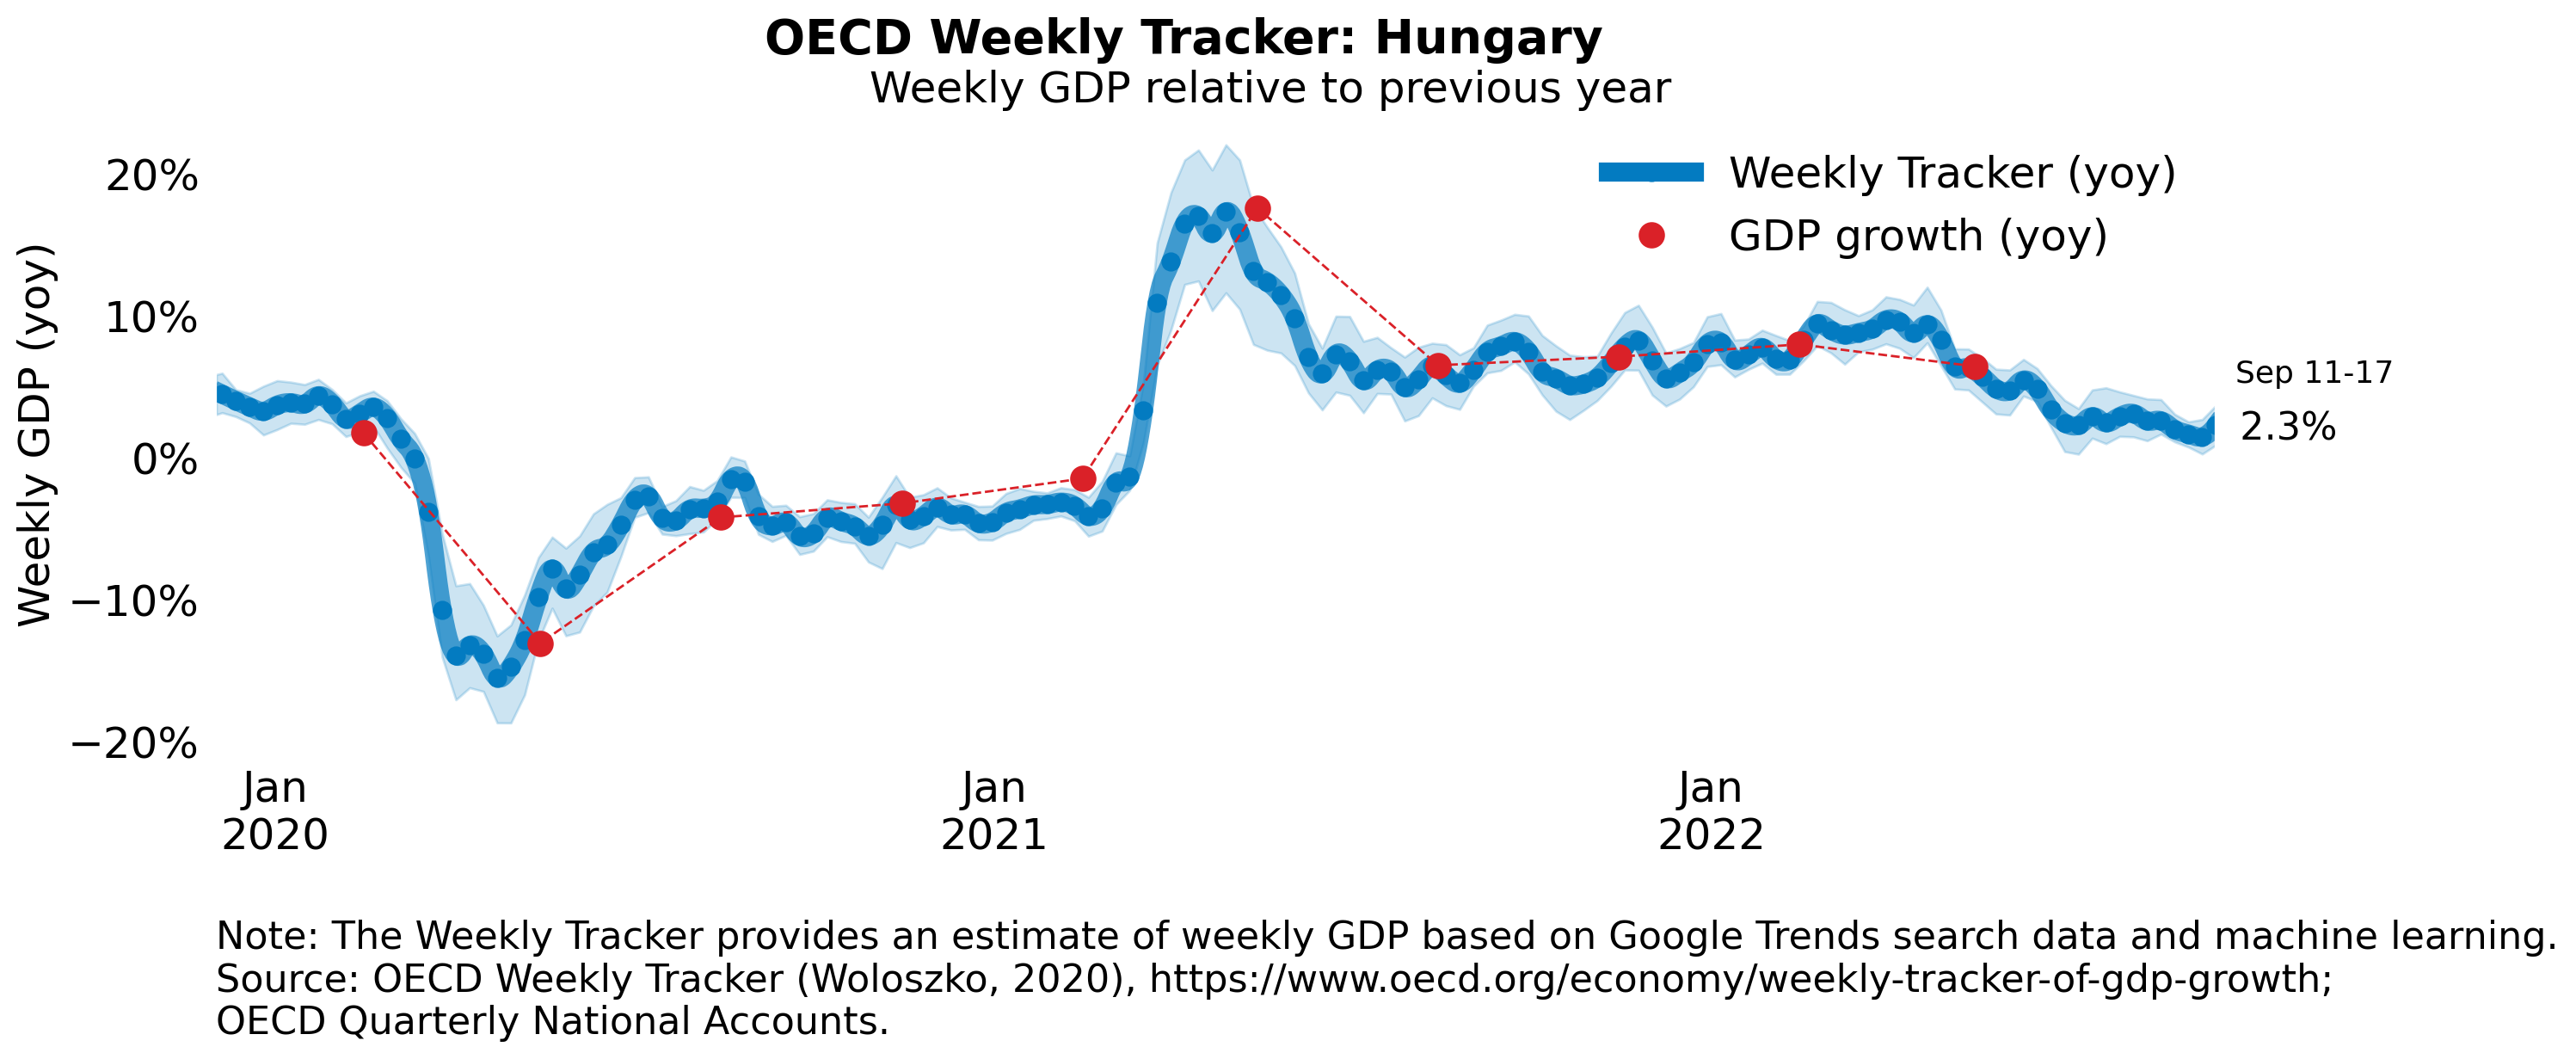 OECD Weekly Tracker: Hungary
Weekly GDP relative to previous year
Weekly GDP (yoy)
20%
10%
0%
−10%
−20%
Weekly Tracker (yoy)
GDP growth (yoy)
Sep 11-17
2.3%
Jan
2020
Jan
2021
Jan
2022
Note: The Weekly Tracker provides an estimate of weekly GDP based on Google Trends search data and machine learning.
Source: OECD Weekly Tracker (Woloszko, 2020), https://www.oecd.org/economy/weekly-tracker-of-gdp-growth;
OECD Quarterly National Accounts.